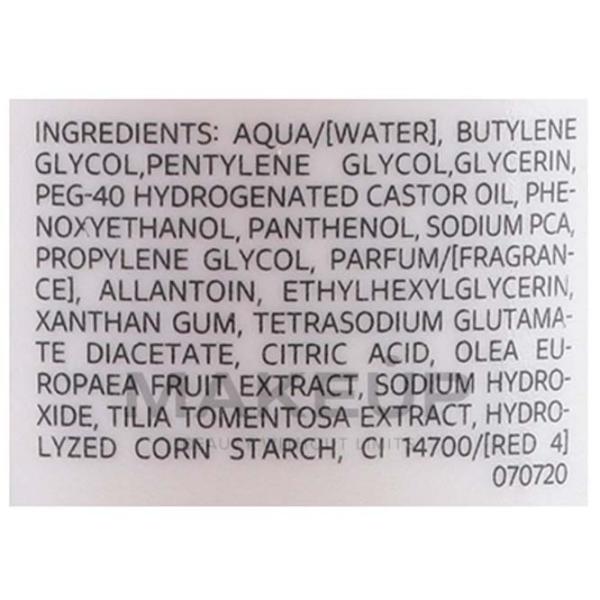 INGREDIENTS: AQUA/[WATER], BUTYLENE
GLYCOL,PENTYLENE GLYCOL,GLYCERIN,
PEG-40 HYDROGENATED CASTOR OIL, PHE-
NOXYETHANOL, PANTHENOL, SODIUM PCA,
PROPYLENE GLYCOL, PARFUM/[FRAGRAN-
CE], ALLANTOIN, ETHYLHEXYLGLYCERIN,
XANTHAN GUM, TETRASODIUM GLUTAMA-
TE DIACETATE, CITRIC ACID, OLEA EU-
ROPAEA FRUIT EXTRACT, SODIUM HYDRO-
XIDE, TILIA TOMENTOSA EXTRACT, HYDRO-
LYZED CORN STARCH, CI 14700/[RED 4]
070720
MAKEUP